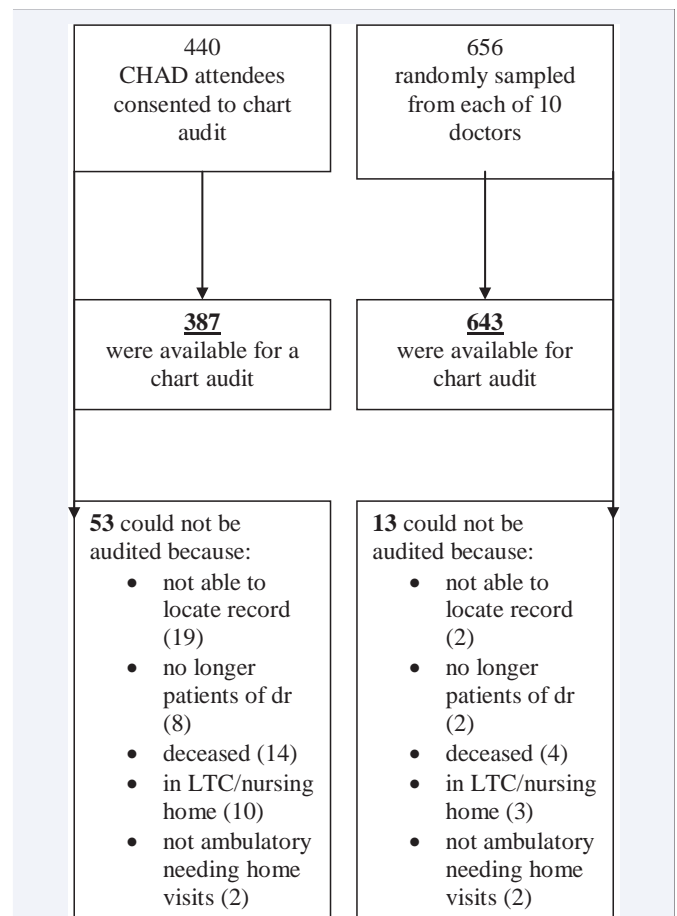 440
CHAD attendees
consented to chart
audit
656
randomly sampled
from each of 10
doctors
387
were available for a
chart audit
643
were available for
chart audit
53 could not be
audited because:
• not able to
locate record
(19)
• no longer
patients of dr
(8)
• deceased (14)
• in LTC/nursing
home (10)
• not ambulatory
needing home
visits (2)
13 could not be
audited because:
• not able to
locate record
(2)
• no longer
patients of dr
(2)
• deceased (4)
• in LTC/nursing
home (3)
• not ambulatory
needing home
visits (2)